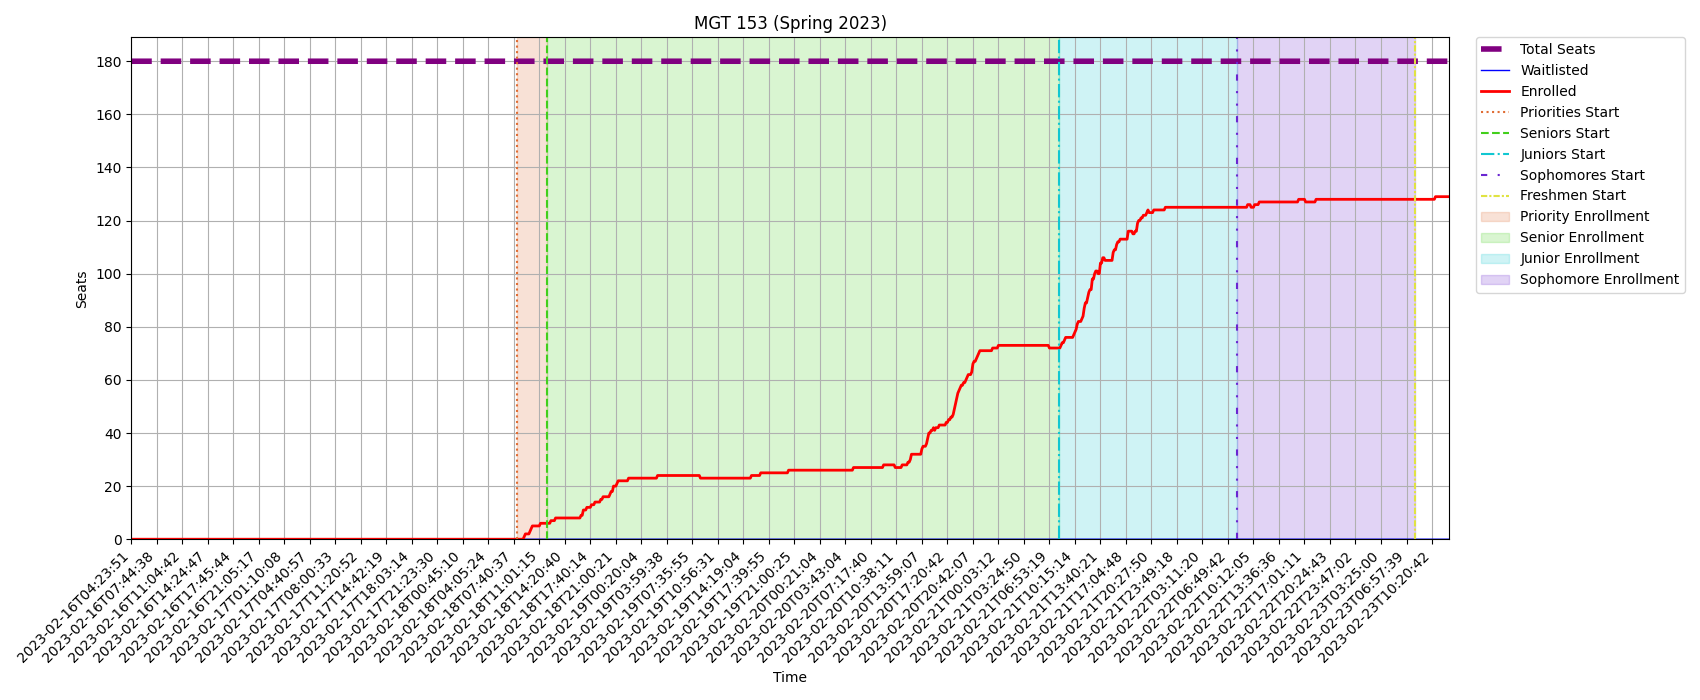 MGT 153 (Spring 2023)
Seats
180
160
140
120
100
80
60
40
20
0
2023-02-16T04:23:51
2023-02-16T07:44:38
2023-02-16T11:04:42
2023-02-16T14:24:47
2023-02-16T17:45:44
2023-02-16T21:05:17
2023-02-17T01:10:08
2023-02-17T04:40:57
2023-02-17T08:00:33
2023-02-17T11:20:52
2023-02-17T14:42:19
2023-02-17T18:03:14
2023-02-17T21:23:30
2023-02-18T00:45:10
2023-02-18T04:05:24
2023-02-18T07:40:37
2023-02-18T11:01:15
2023-02-18T14:20:40
2023-02-18T17:40:14
2023-02-18T21:00:21
2023-02-19T00:20:04
2023-02-19T03:59:38
2023-02-19T07:35:55
2023-02-19T10:56:31
2023-02-19T14:19:04
2023-02-19T17:39:55
2023-02-19T21:00:25
2023-02-20T00:21:04
2023-02-20T03:43:04
2023-02-20T07:17:40
2023-02-20T10:38:11
2023-02-20T13:59:07
2023-02-20T17:20:42
2023-02-20T20:42:07
2023-02-21T00:03:12
2023-02-21T03:24:50
2023-02-21T06:53:19
2023-02-21T10:15:14
2023-02-21T13:40:21
2023-02-21T17:04:48
2023-02-21T20:27:50
2023-02-21T23:49:18
2023-02-22T03:11:20
2023-02-22T06:49:42
2023-02-22T10:12:05
2023-02-22T13:36:36
2023-02-22T17:01:11
2023-02-22T20:24:43
2023-02-22T23:47:02
2023-02-23T03:25:00
2023-02-23T06:57:39
2023-02-23T10:20:42
Time
Total Seats
Waitlisted
Enrolled
Priorities Start
Seniors Start
Juniors Start
Sophomores Start
Freshmen Start
Priority Enrollment
Senior Enrollment
Junior Enrollment
Sophomore Enrollment